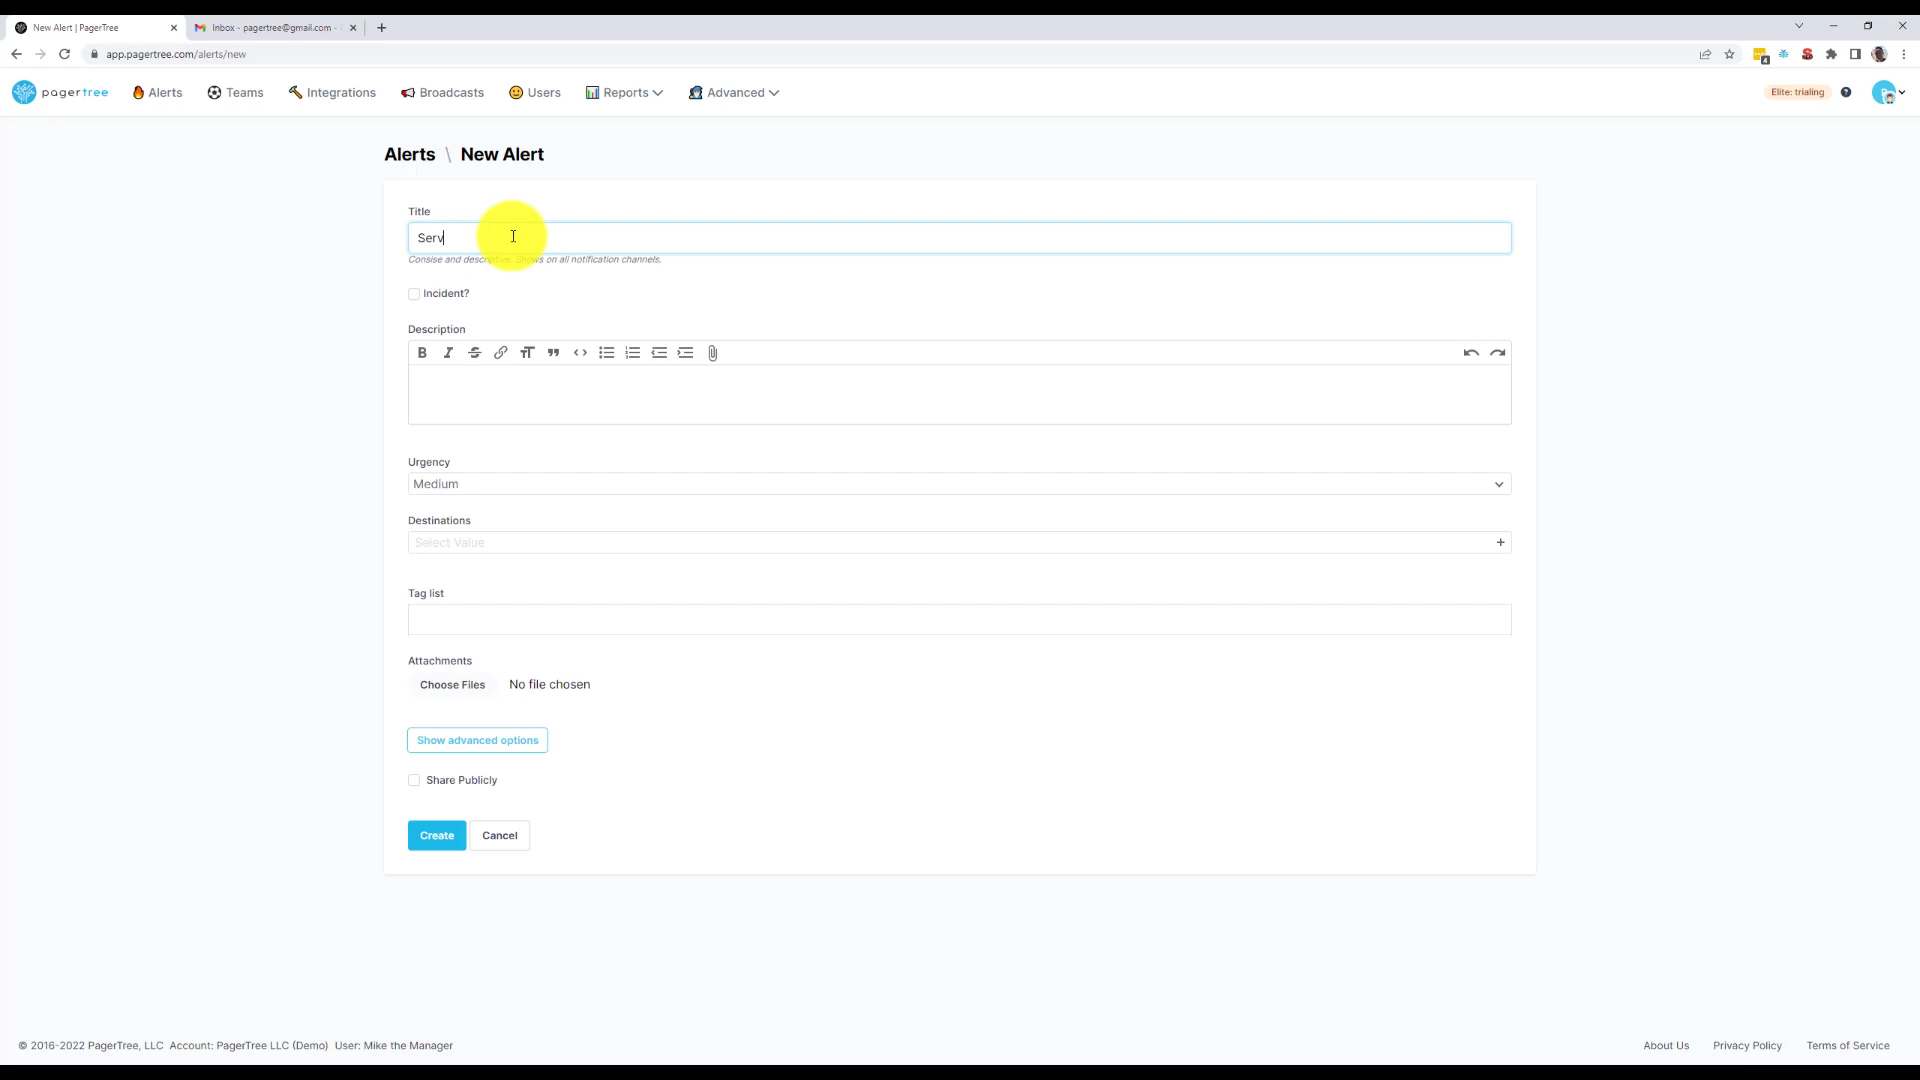 New Alert | PagerTree
Inbox - pagertree@gmail.com -
app.pagertree.com/alerts/new
pagertree
Alerts
Teams
Integrations
Broadcasts
Users
Reports
Advanced
Elite: trialing
Alerts \ New Alert
Title
Serv
Consise and descriptive. Shows on all notification channels.
Incident?
Description
Urgency
Medium
Destinations
Select Value
Tag list
Attachments
Choose Files No file chosen
Show advanced options
Share Publicly
Create Cancel
© 2016-2022 PagerTree, LLC Account: PagerTree LLC (Demo) User: Mike the Manager
About Us Privacy Policy Terms of Service